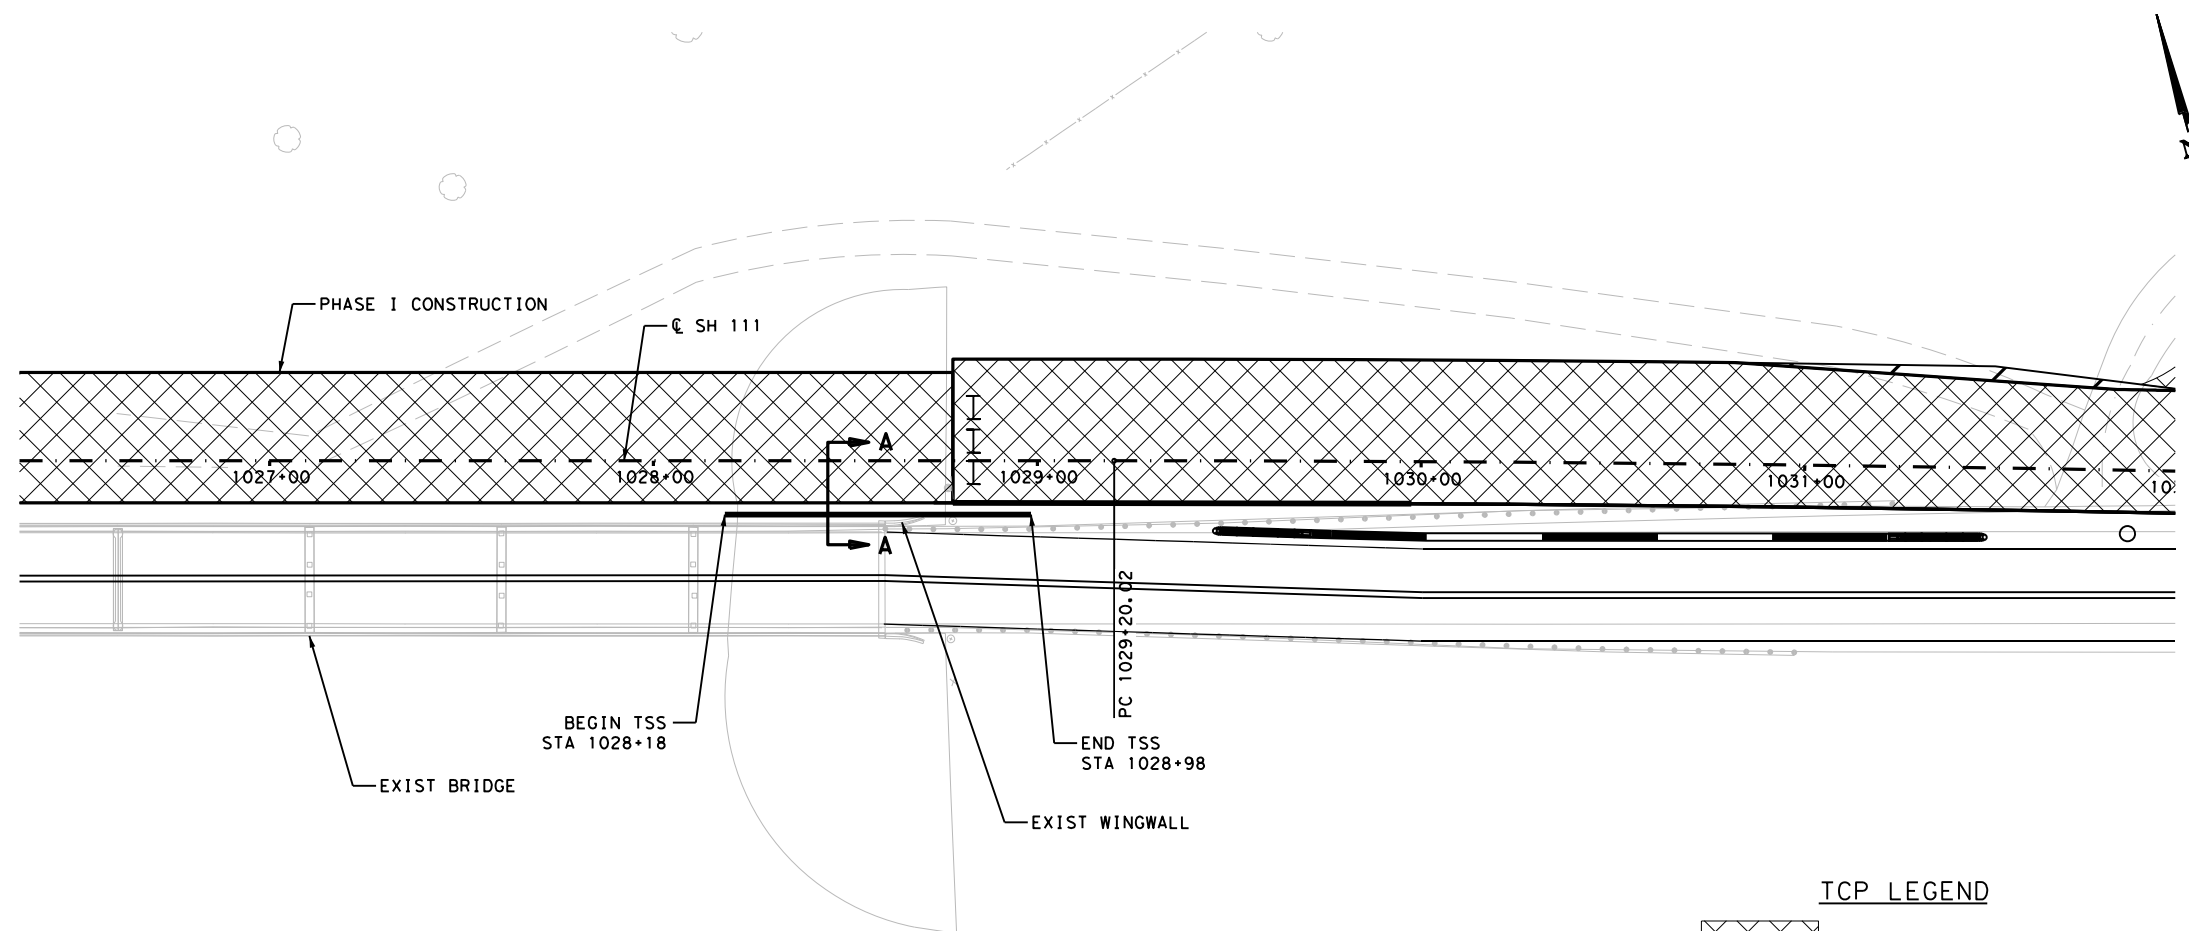 PHASE I CONSTRUCTION
℄ SH 111
A
1027+00
1028+00
1029+00
1030+00
1031+00
A
PC 1029+20.02
BEGIN TSS
STA 1028+18
END TSS
STA 1028+98
EXIST BRIDGE
EXIST WINGWALL
TCP LEGEND